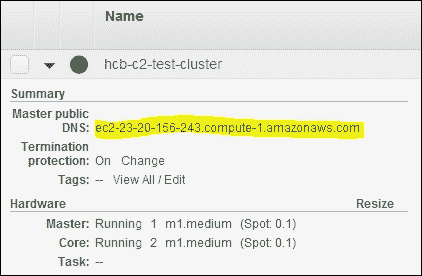 Name
hcb-c2-test-cluster
Summary
Master public
DNS: ec2-23-20-156-243.compute-1.amazonaws.com
Termination
protection: On Change
Tags: -- View All / Edit
Hardware Resize
Master: Running 1 m1.medium (Spot: 0.1)
Core: Running 2 m1.medium (Spot: 0.1)
Task: --